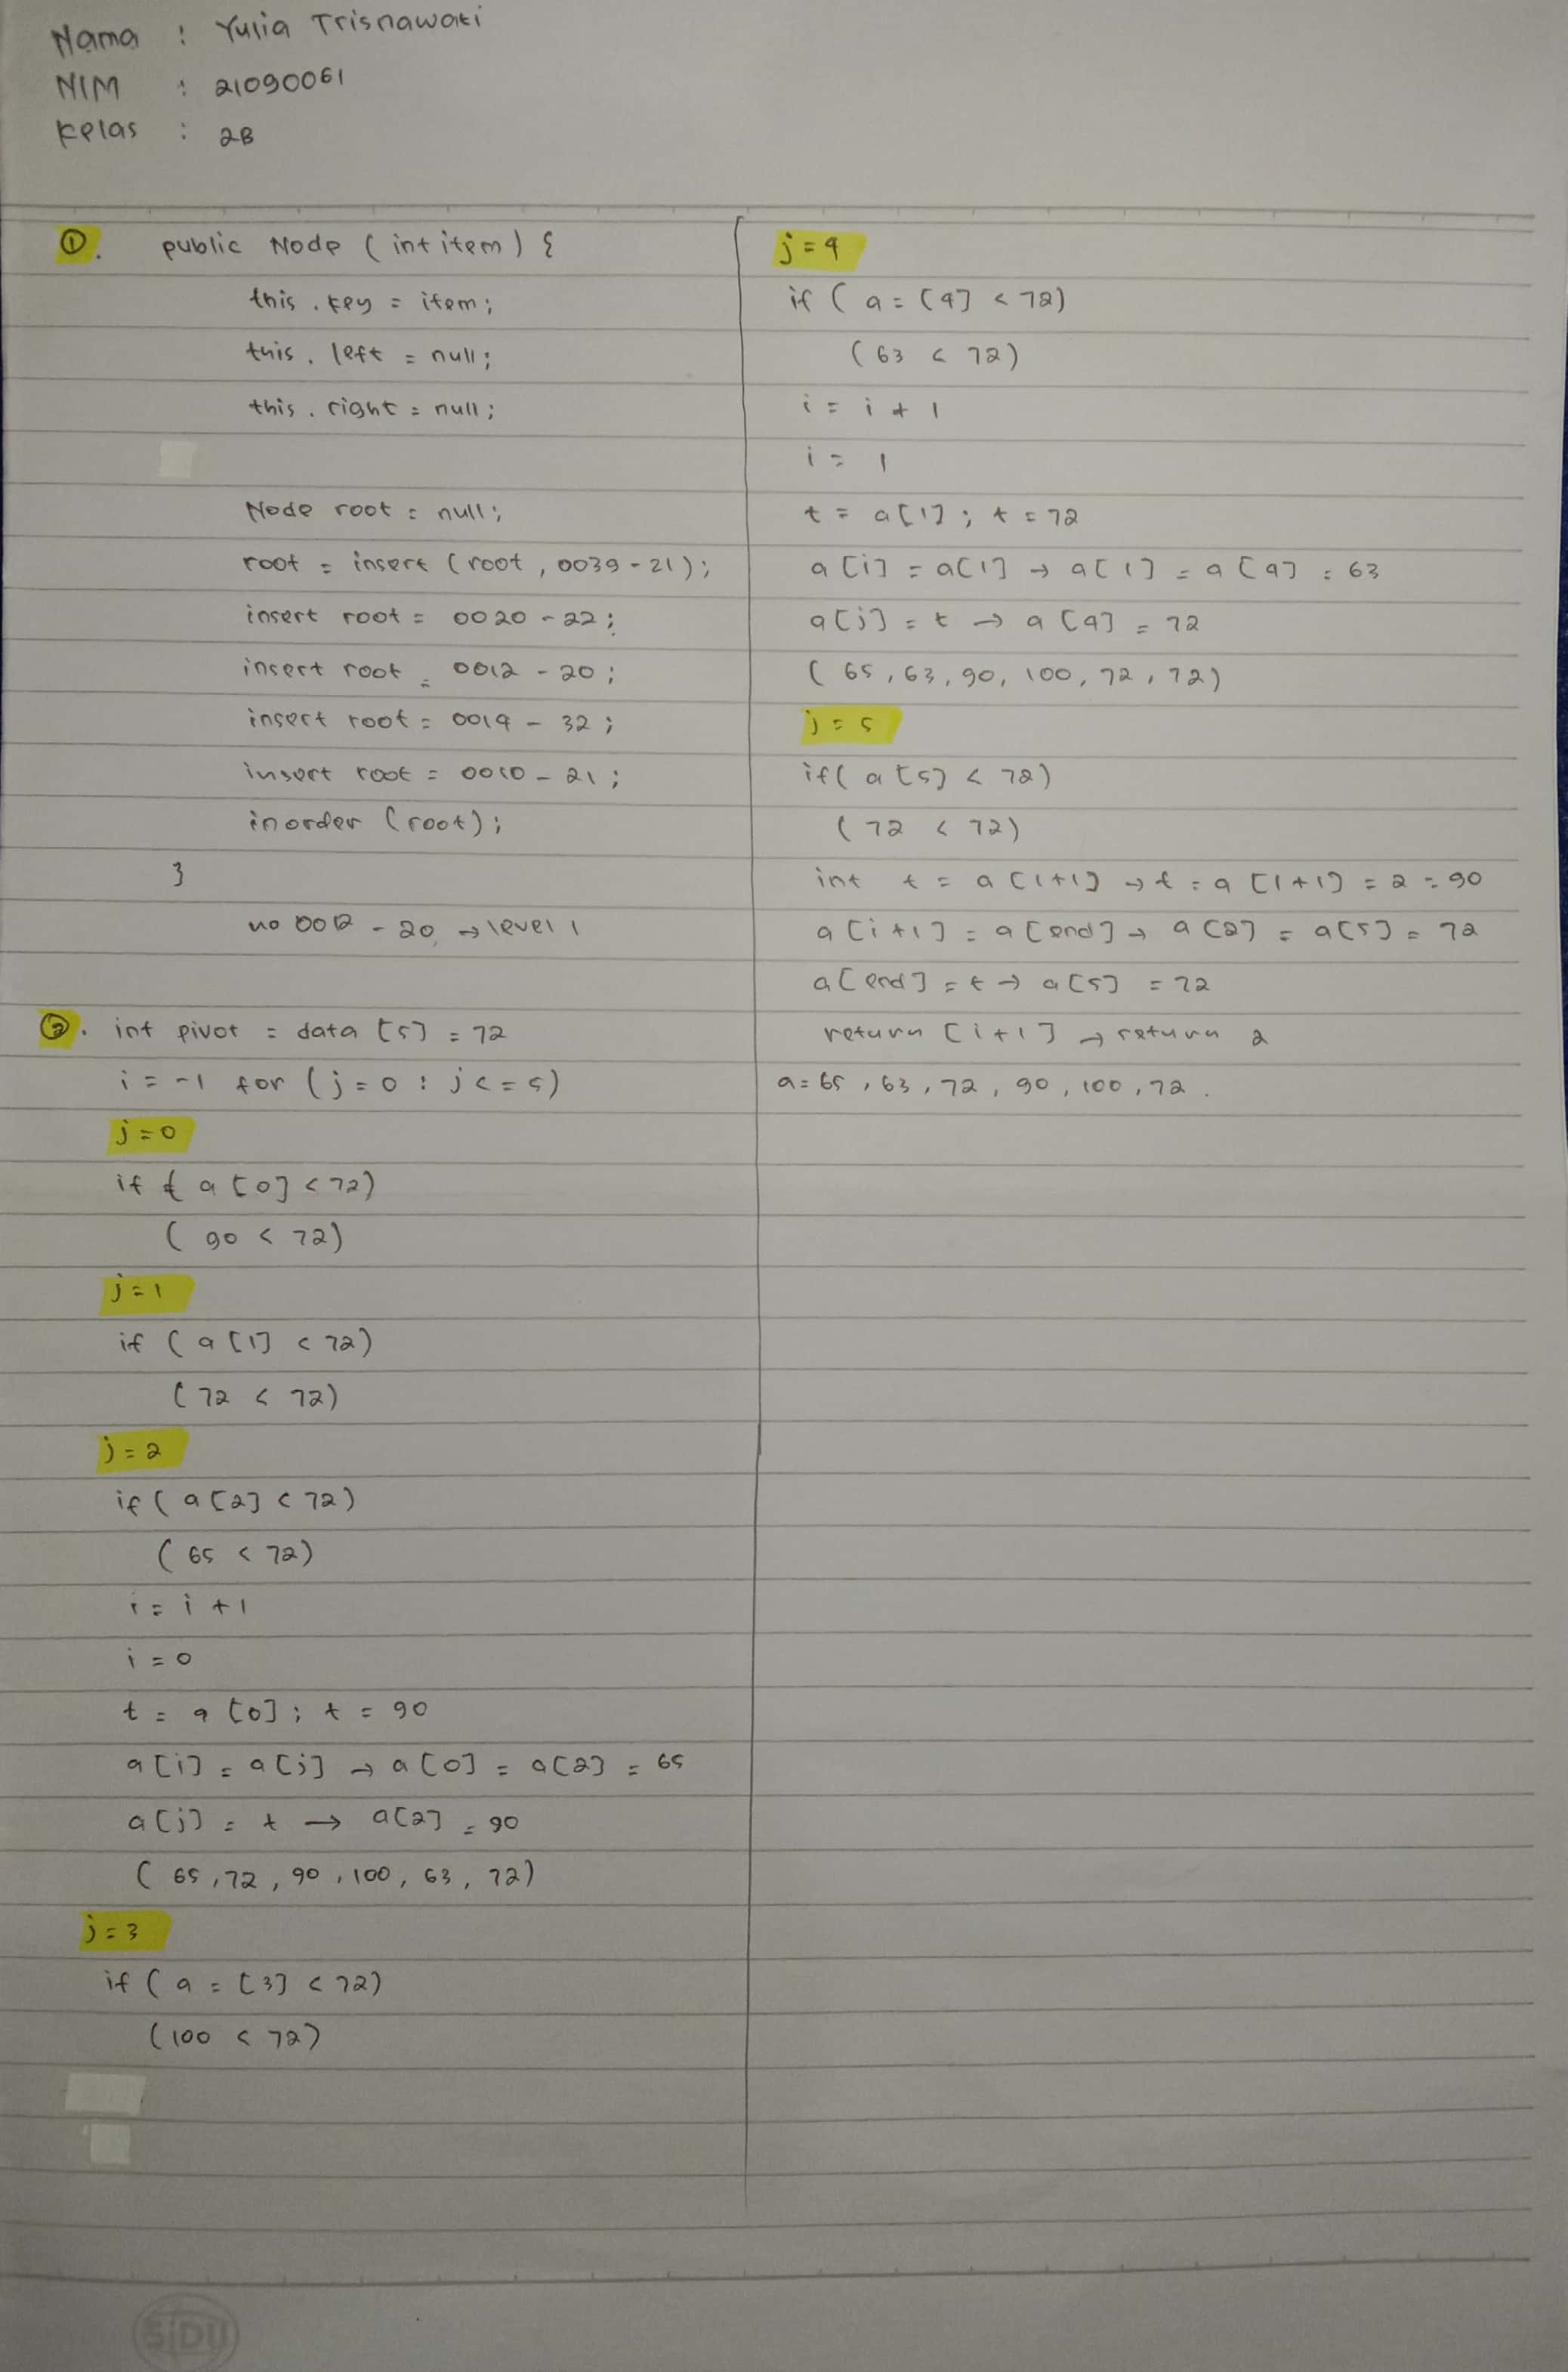 Nama : Yulia Trisnawati
NIM : 21090061
Kelas : 2B
1. public Node (int item) {
this . key = item;
this . left = null;
this . right = null;
Node root = null;
root = insert (root, 0039-21);
insert root = 0020-22;
insert root = 0012-20;
insert root = 0014-32;
insert root = 0010-21;
inorder (root);
}
no 0012-20 → level 1
2. int pivot = data [5] = 72
i = -1 for (j=0 : j<=5)
j=0
if ( a[0] < 72)
( 90 < 72)
j=1
if (a[1] < 72)
(72 < 72)
j=2
if (a[2] < 72)
(65 < 72)
i = i + 1
i = 0
t = a[0]; t = 90
a[i] = a[j] → a[0] = a[2] = 65
a[j] = t → a[2] = 90
(65, 72, 90, 100, 63, 72)
j=3
if (a = [3] < 72)
(100 < 72)
j=4
if (a = [4] < 72)
(63 < 72)
i = i + 1
i = 1
t = a[1]; t = 72
a[i] = a[1] → a[1] = a[4] = 63
a[j] = t → a[4] = 72
(65, 63, 90, 100, 72, 72)
j=5
if (a[5] < 72)
(72 < 72)
int t = a[1+1] → t = a[1+1] = 2 = 90
a[i+1] = a[end] → a[2] = a[5] = 72
a[end] = t → a[5] = 72
return [i+1] → return 2
a = 65, 63, 72, 90, 100, 72.
SiDU